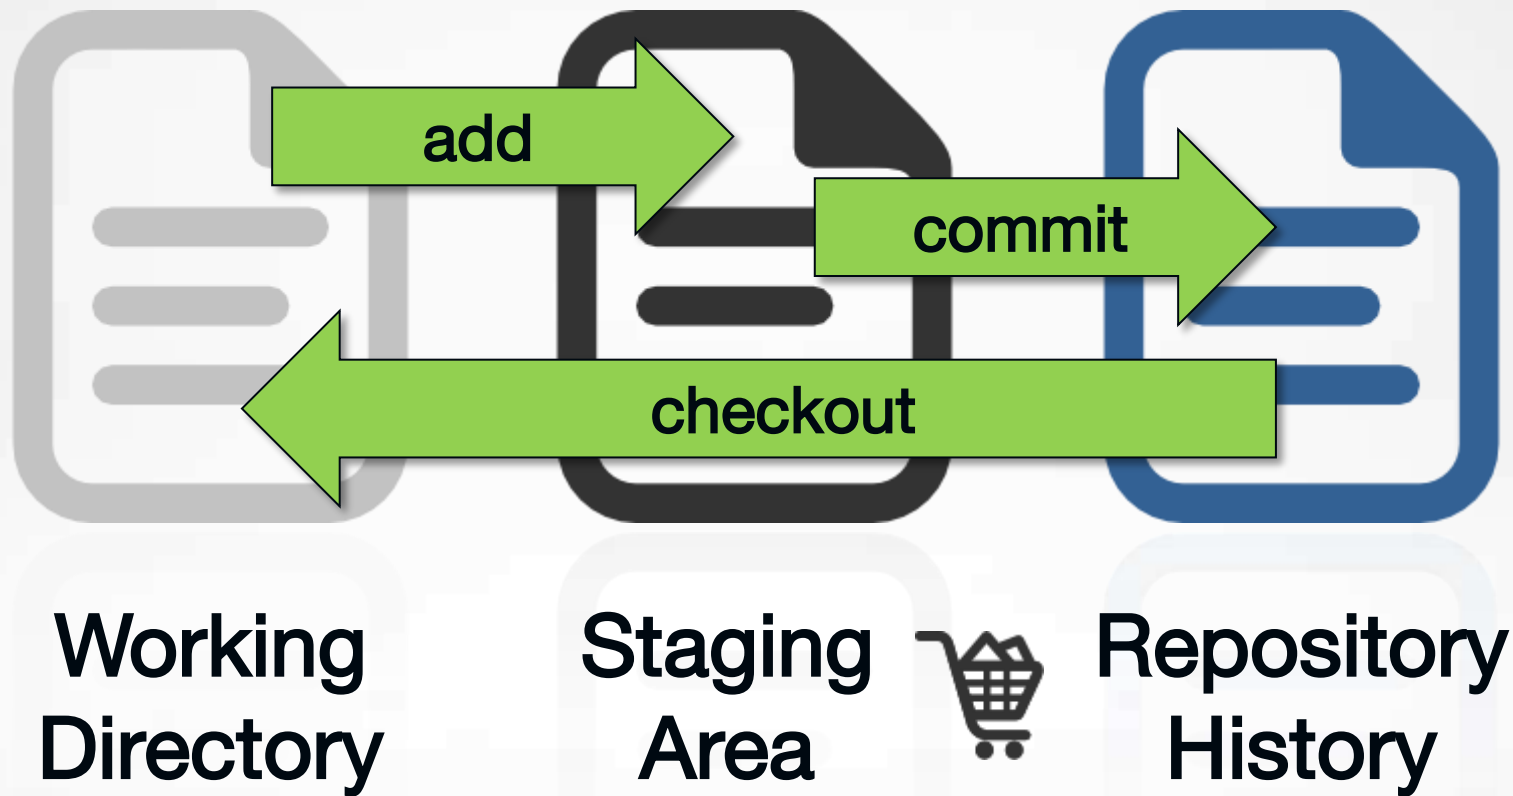 add
commit
checkout
Working
Directory
Staging
Area
Repository
History